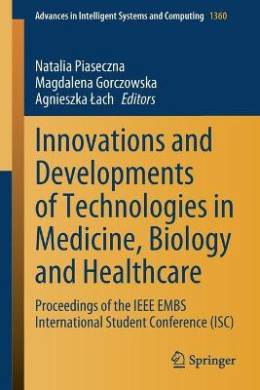 Advances in Intelligent Systems and Computing 1360
Natalia Piaseczna
Magdalena Gorczowska
Agnieszka Łach Editors
Innovations and
Developments
of Technologies in
Medicine, Biology
and Healthcare
Proceedings of the IEEE EMBS
International Student Conference (ISC)
Springer